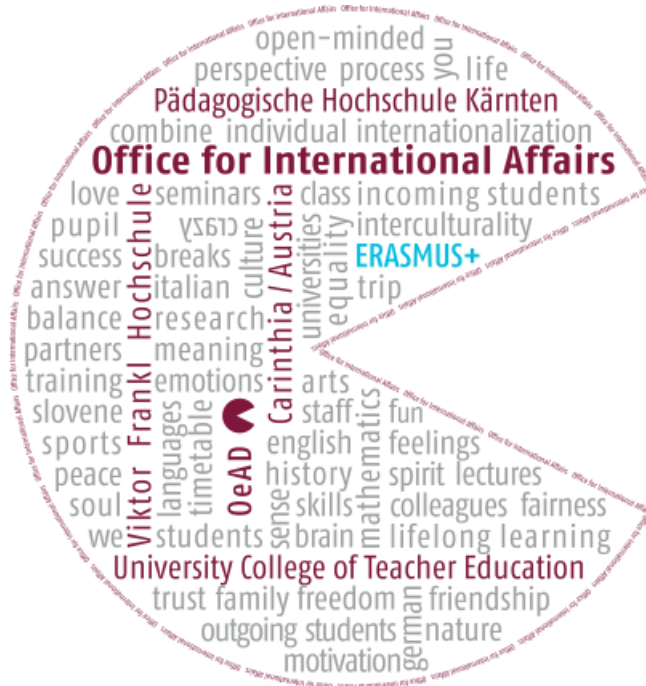 Office for International Affairs
open-minded
you
perspective process life
Pädagogische Hochschule Kärnten
combine individual internationalization
Office for International Affairs
love seminars class incoming students
pupil crazy interculturality
success breaks ERASMUS+
answer italian trip
balance research
partners meaning
training emotions arts
slovene staff fun
sports english feelings
peace history spirit lectures
soul skills colleagues fairness
we students brain lifelong learning
Viktor Frankl Hochschule
culture
Carinthia / Austria
universities
equality
languages
timetable
OeAD
sense
mathematics
University College of Teacher Education
trust family freedom friendship
german
outgoing students nature
motivation